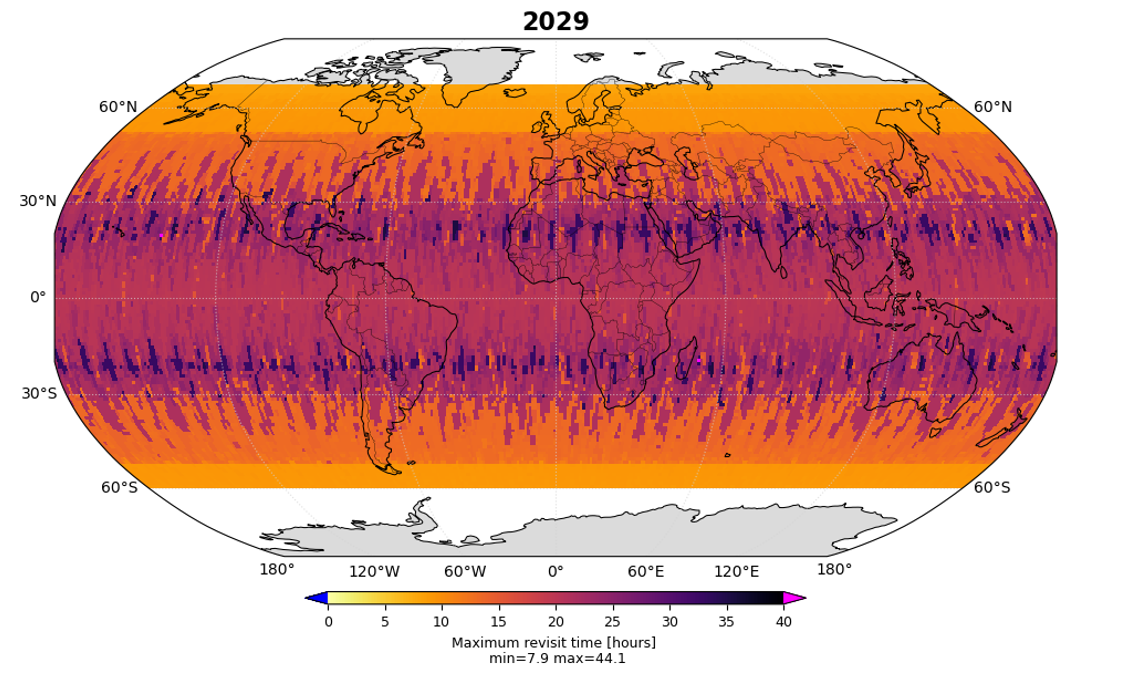 2029
60°N 60°N
30°N
0°
30°S
60°S 60°S
180° 120°W 60°W 0° 60°E 120°E 180°
0 5 10 15 20 25 30 35 40
Maximum revisit time [hours]
min=7.9 max=44.1